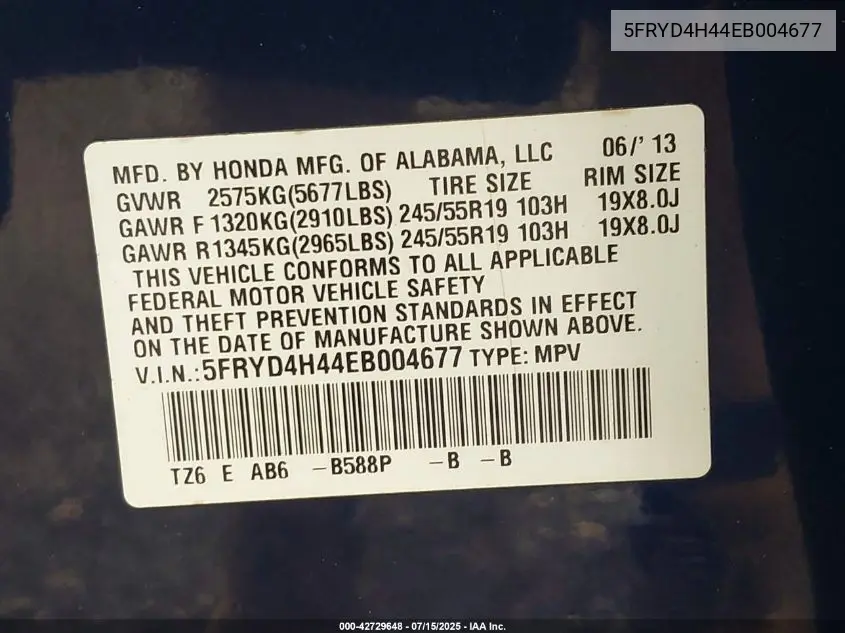 5FRYD4H44EB004677
MFD. BY HONDA MFG. OF ALABAMA, LLC 06/' 13
GVWR 2575KG(5677LBS) TIRE SIZE RIM SIZE
GAWR F 1320KG(2910LBS) 245/55R19 103H 19X8.0J
GAWR R1345KG(2965LBS) 245/55R19 103H 19X8.0J
THIS VEHICLE CONFORMS TO ALL APPLICABLE
FEDERAL MOTOR VEHICLE SAFETY
AND THEFT PREVENTION STANDARDS IN EFFECT
ON THE DATE OF MANUFACTURE SHOWN ABOVE.
V.I.N.:5FRYD4H44EB004677 TYPE: MPV
TZ6 E AB6 -B588P -B -B
000-42729648 - 07/15/2025 - IAA Inc.